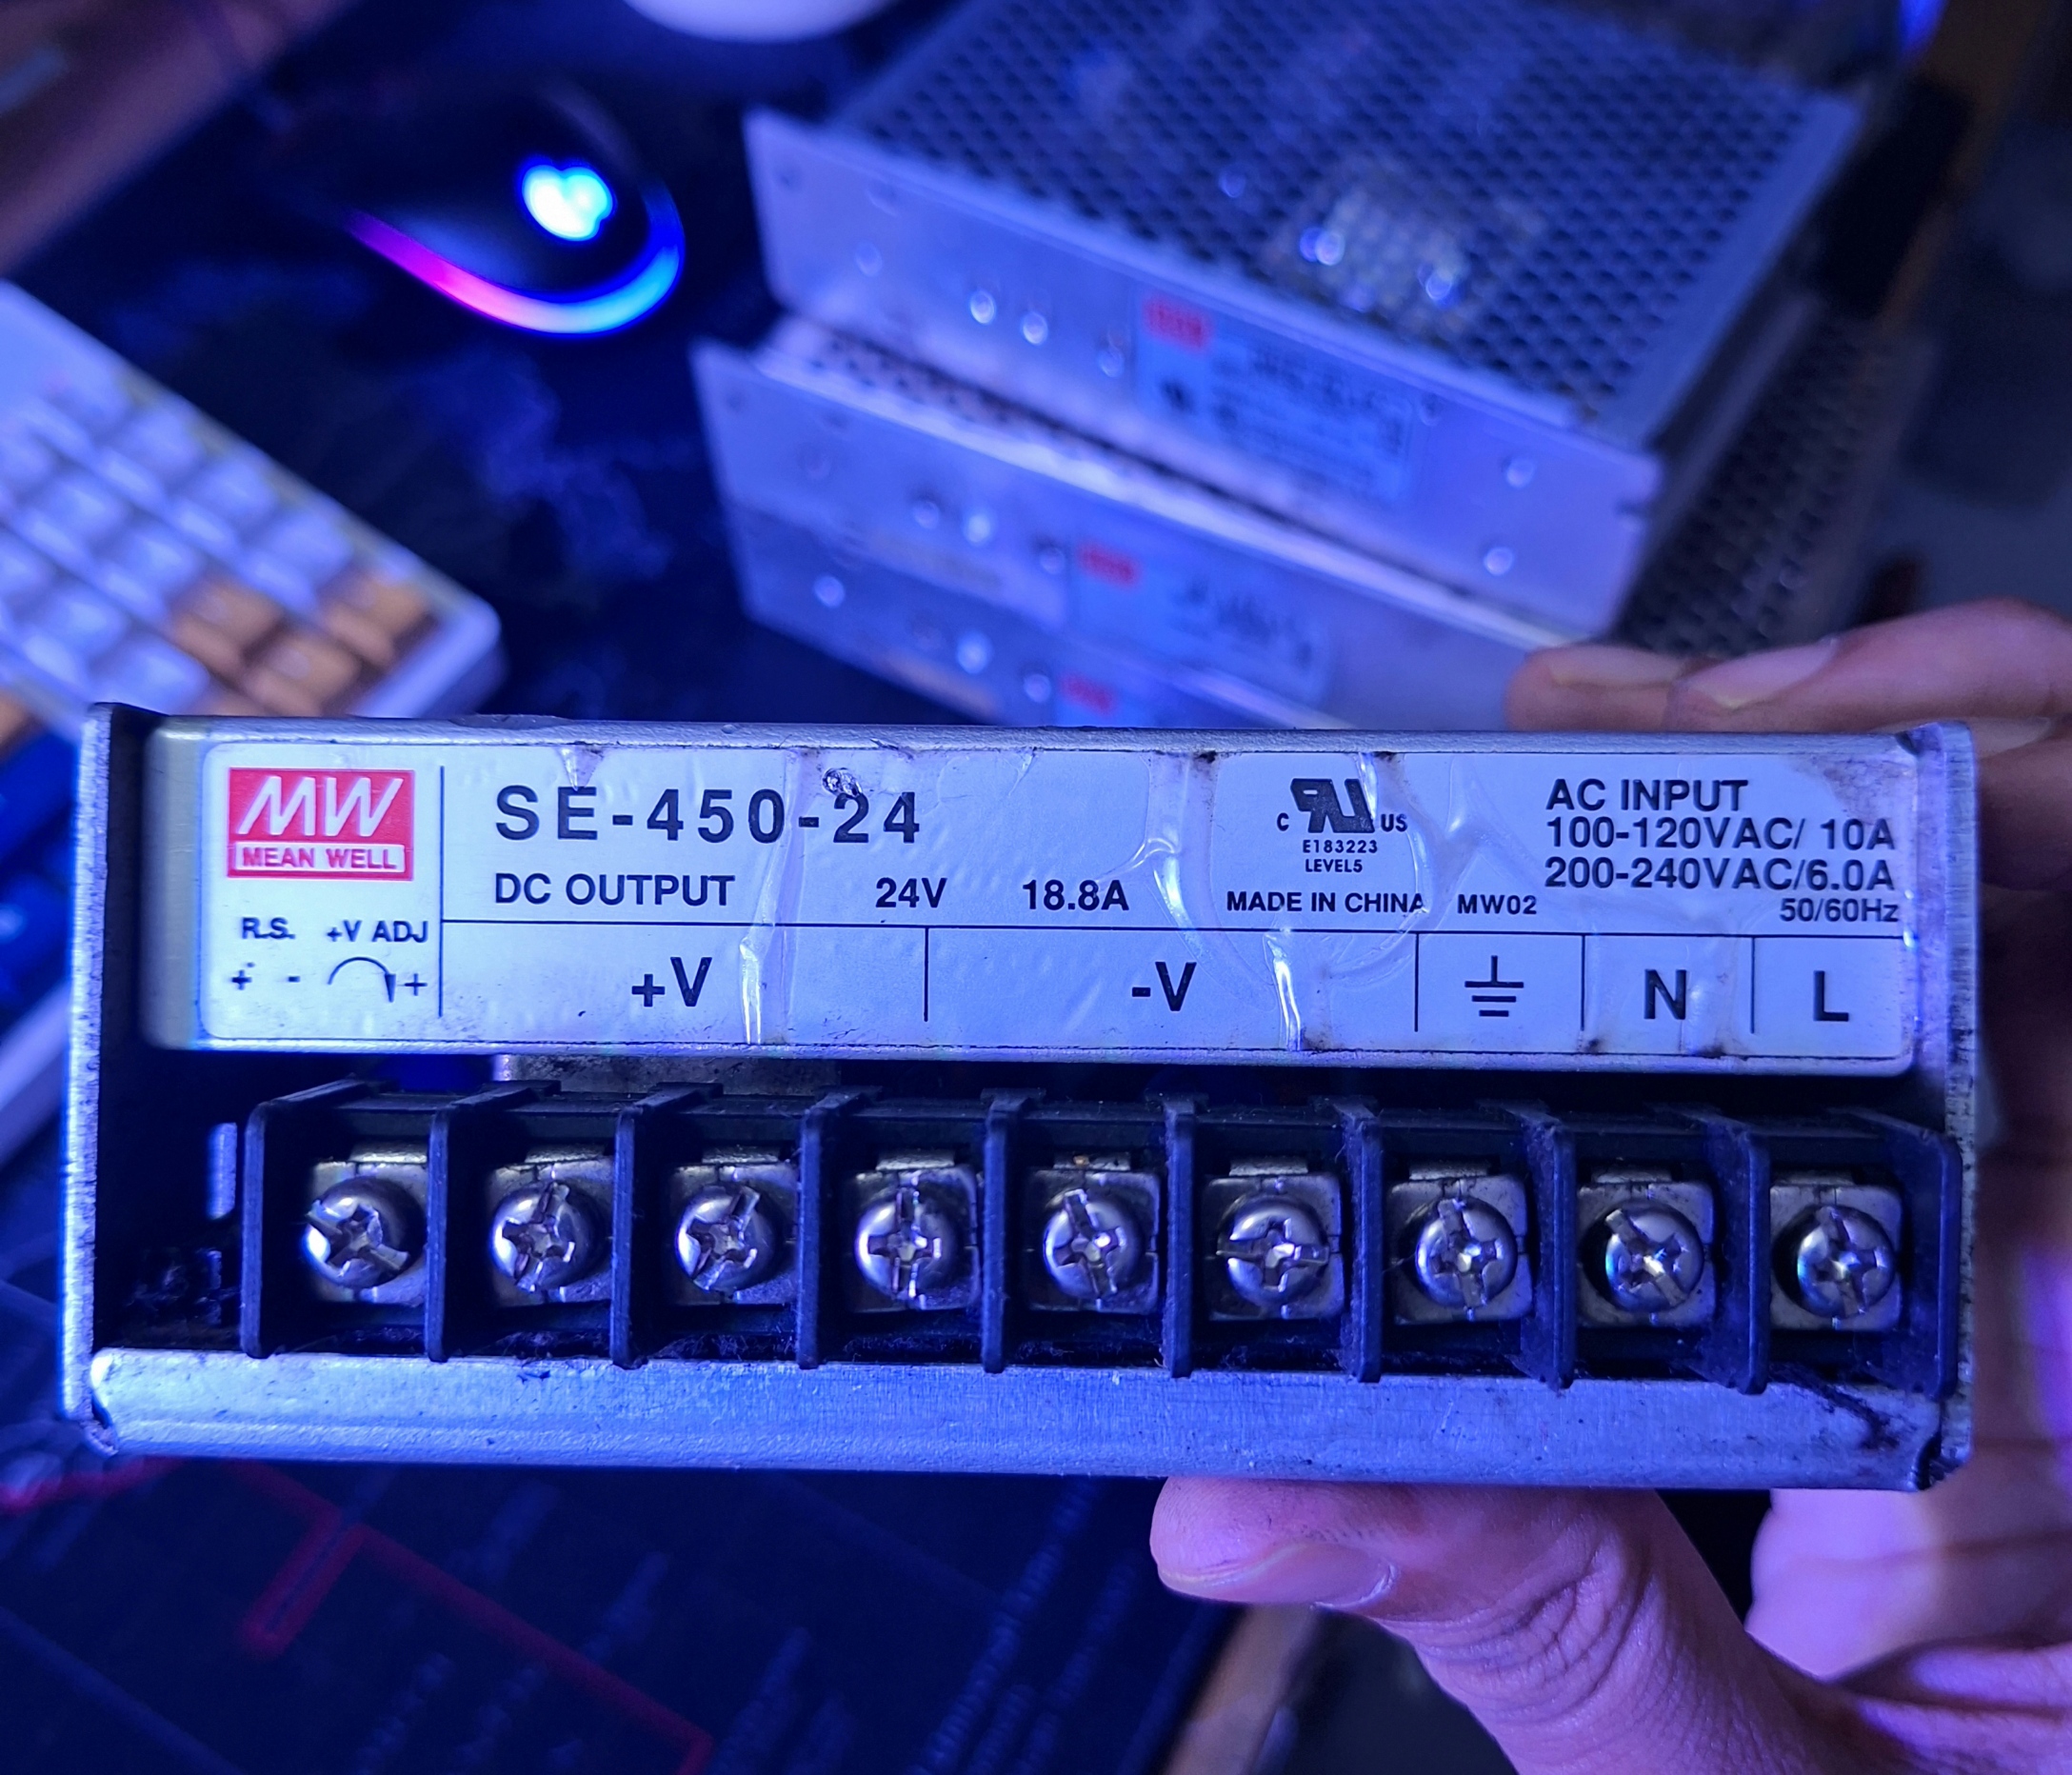 MW
MEAN WELL
R.S. +V ADJ
+ - +
SE-450-24
DC OUTPUT 24V 18.8A
C RU US
E183223
LEVEL5
MADE IN CHINA MW02
AC INPUT
100-120VAC/ 10A
200-240VAC/6.0A
50/60Hz
+V -V N L